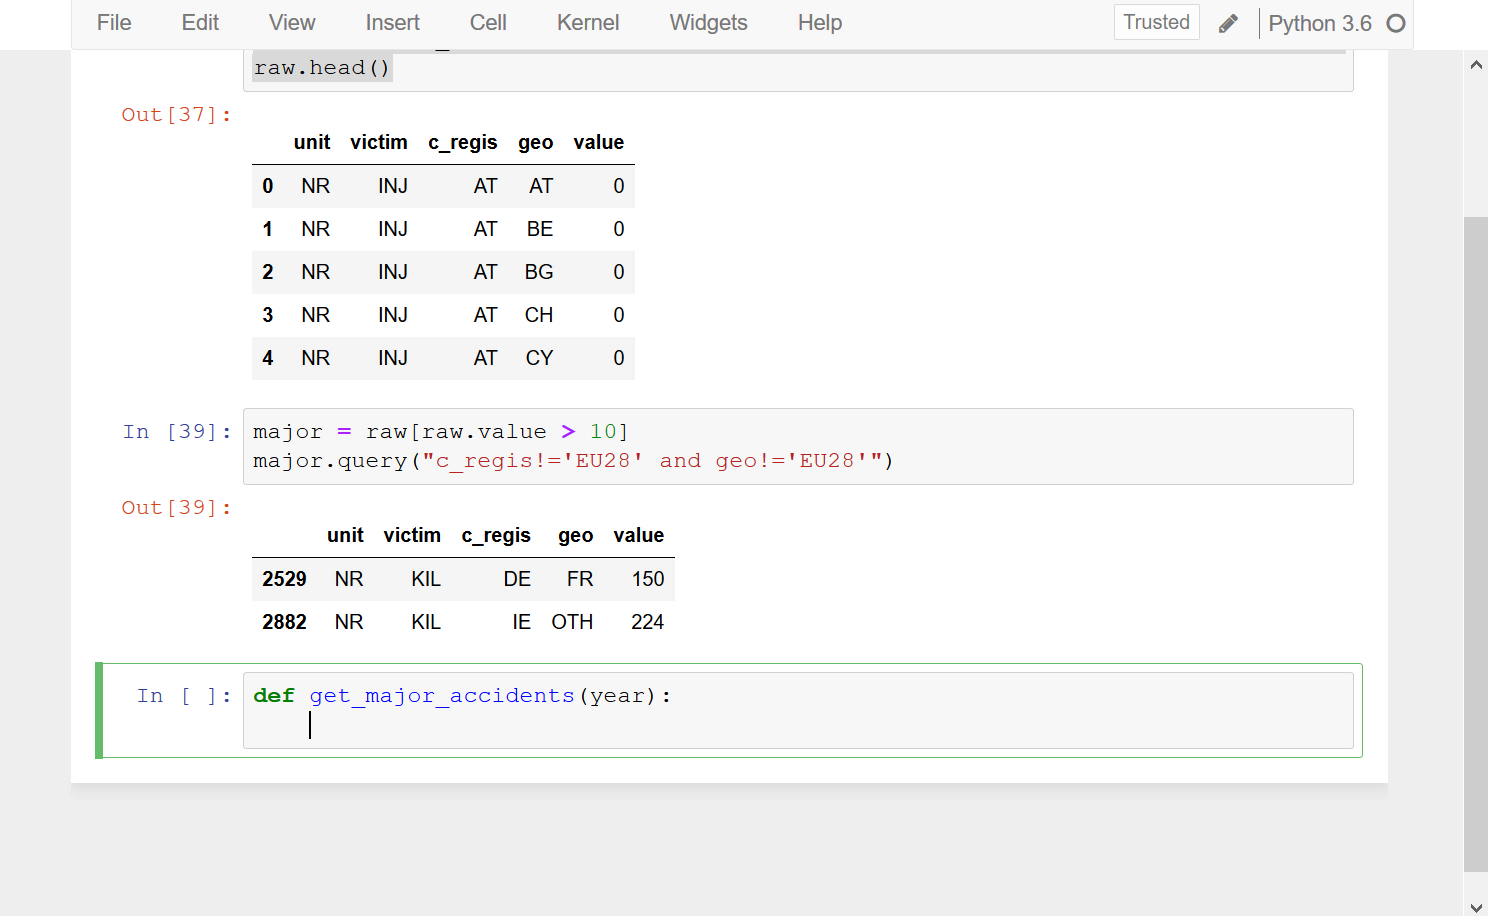 File Edit View Insert Cell Kernel Widgets Help Trusted Python 3.6
raw.head()
Out[37]:
unit victim c_regis geo value
0 NR INJ AT AT 0
1 NR INJ AT BE 0
2 NR INJ AT BG 0
3 NR INJ AT CH 0
4 NR INJ AT CY 0
In [39]: major = raw[raw.value > 10]
major.query("c_regis!='EU28' and geo!='EU28'")
Out[39]:
unit victim c_regis geo value
2529 NR KIL DE FR 150
2882 NR KIL IE OTH 224
In [ ]: def get_major_accidents(year):